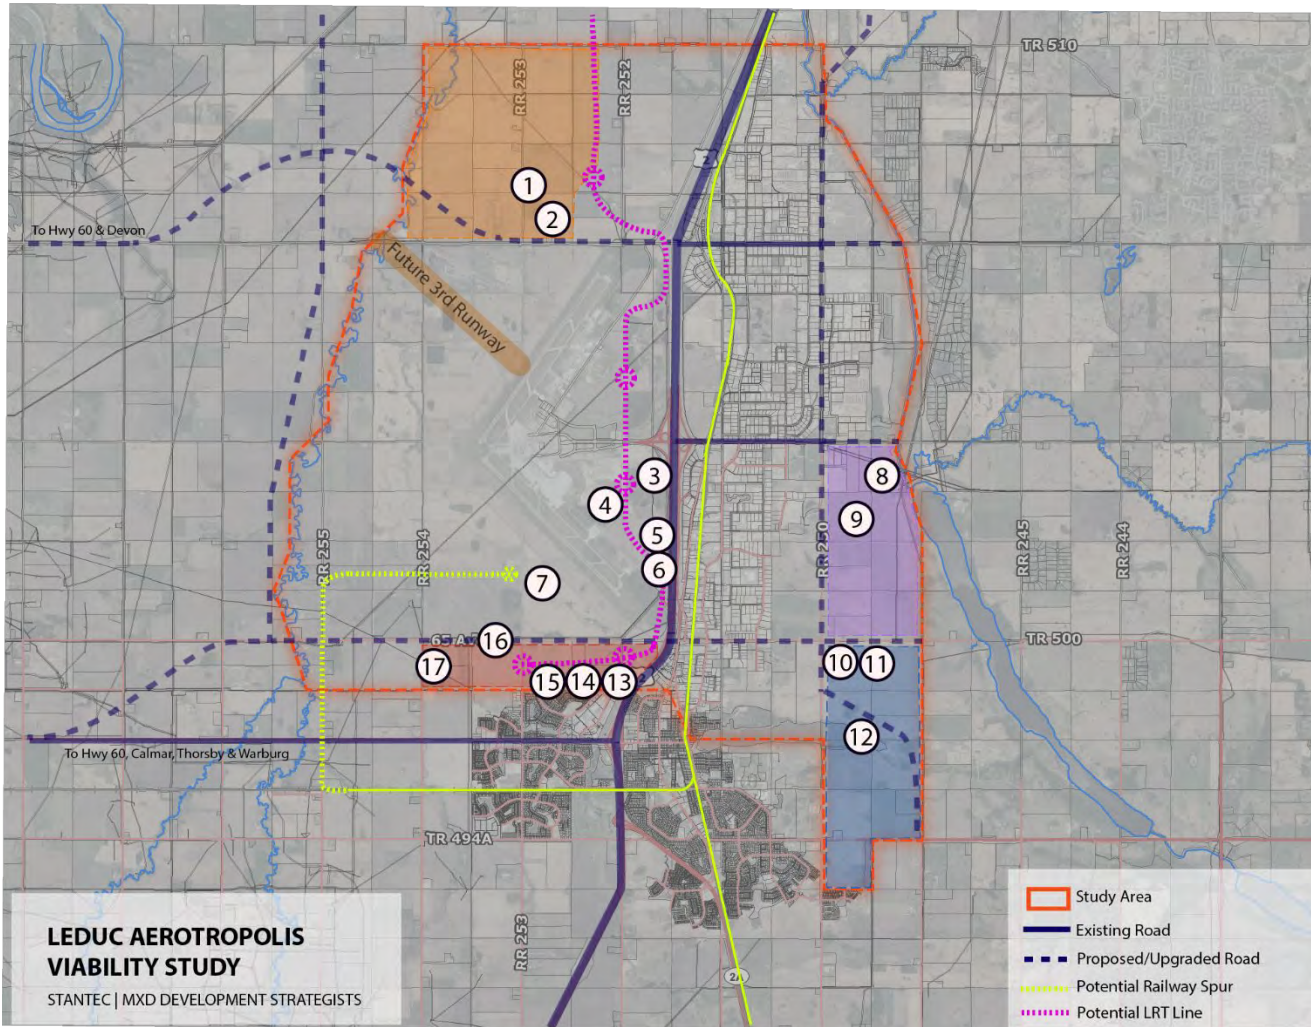 TR 510
RR 253
RR 252
2
1
2
To Hwy 60 & Devon
Future 3rd Runway
3
8
4
9
5
6
RR 255
RR 254
RR 250
RR 245
RR 244
7
65 AV
16
TR 500
17
15
14
13
2
10
11
12
To Hwy 60, Calmar, Thorsby & Warburg
TR 494A
RR 253
2A
LEDUC AEROTROPOLIS
VIABILITY STUDY
STANTEC | MXD DEVELOPMENT STRATEGISTS
Study Area
Existing Road
Proposed/Upgraded Road
Potential Railway Spur
Potential LRT Line